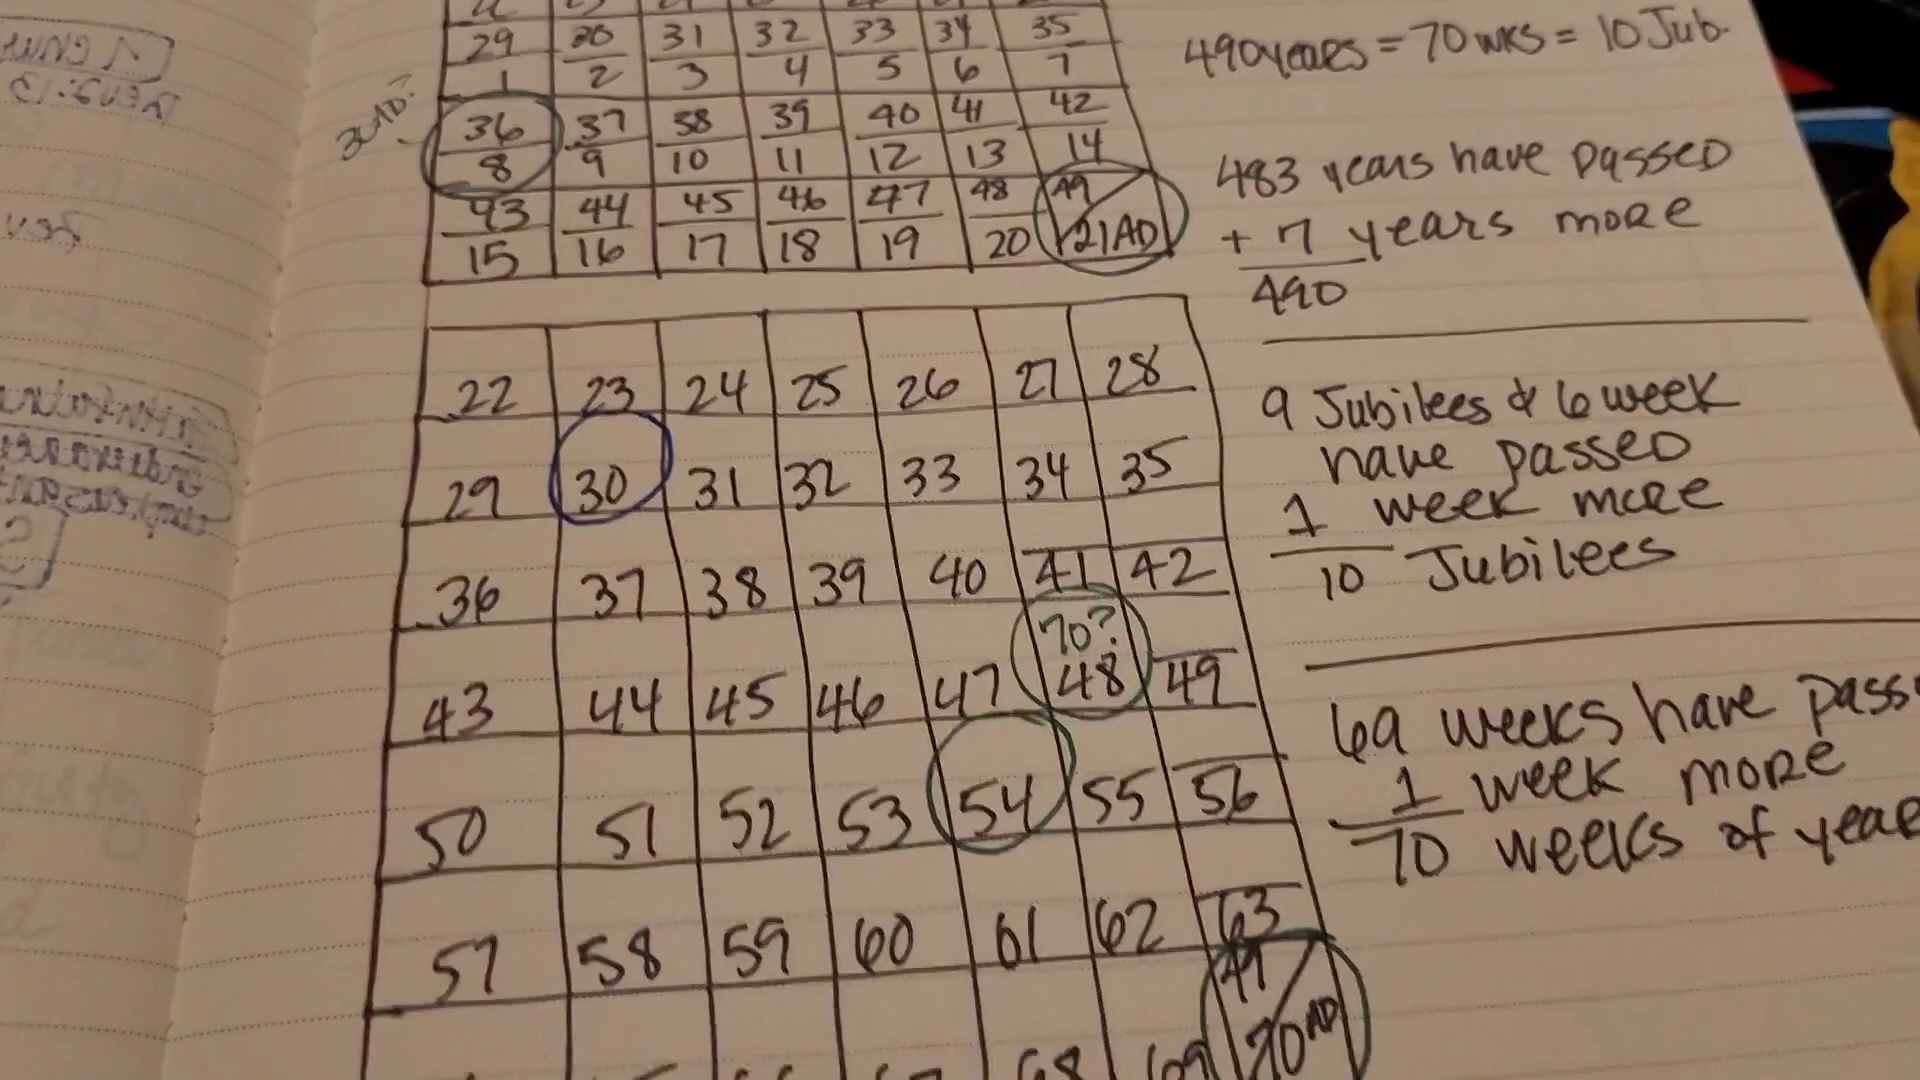 29 30 31 32 33 34 35
1 2 3 4 5 6 7
30AD?
36 37 38 39 40 41 42
8 9 10 11 12 13 14
43 44 45 46 47 48 49
15 16 17 18 19 20 21AD
22 23 24 25 26 27 28
29 30 31 32 33 34 35
36 37 38 39 40 41 42
70?
43 44 45 46 47 48 49
50 51 52 53 54 55 56
57 58 59 60 61 62 63
49
68 69 70AD
490 years = 70 wks = 10 Jub.
483 years have passed
+ 7 years more
490
9 Jubilees & 6 week
have passed
1 week more
10 Jubilees
69 weeks have pass
1 week more
70 weeks of year